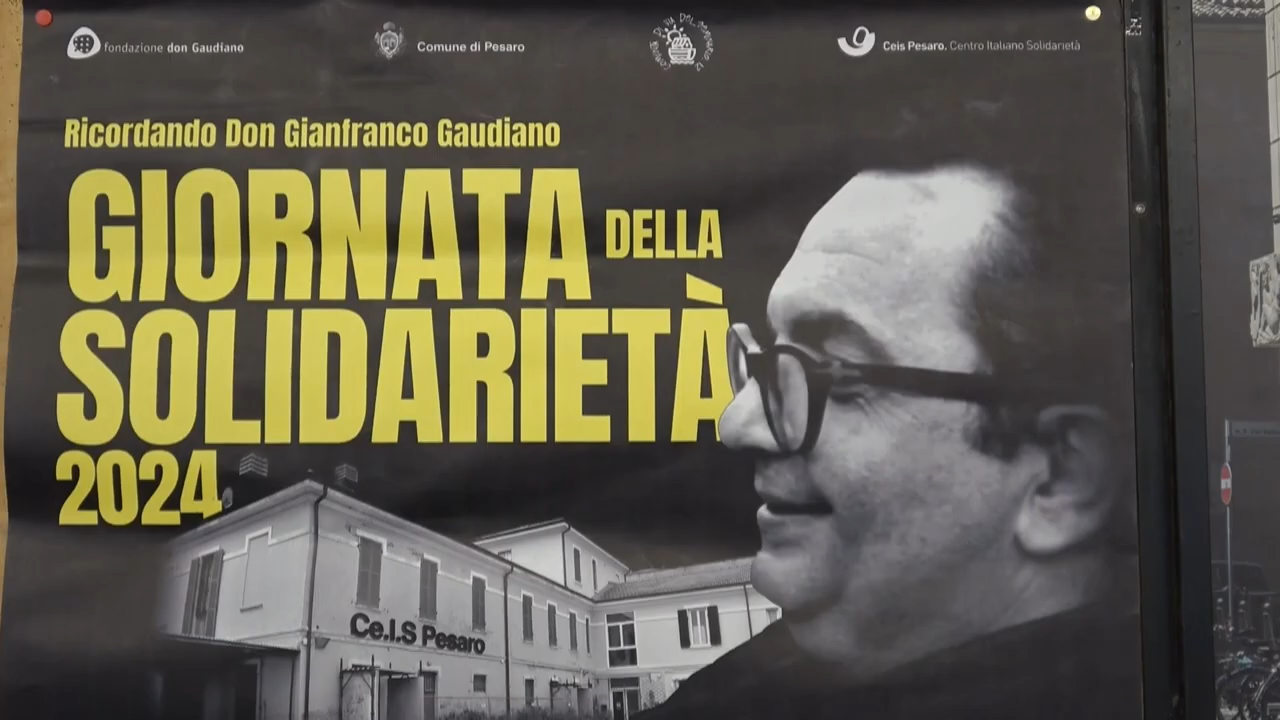 fondazione don Gaudiano
Comune di Pesaro
Ceis Pesaro. Centro Italiano Solidarietà
Ricordando Don Gianfranco Gaudiano
GIORNATA DELLA
SOLIDARIETÀ
2024
Ce.I.S Pesaro